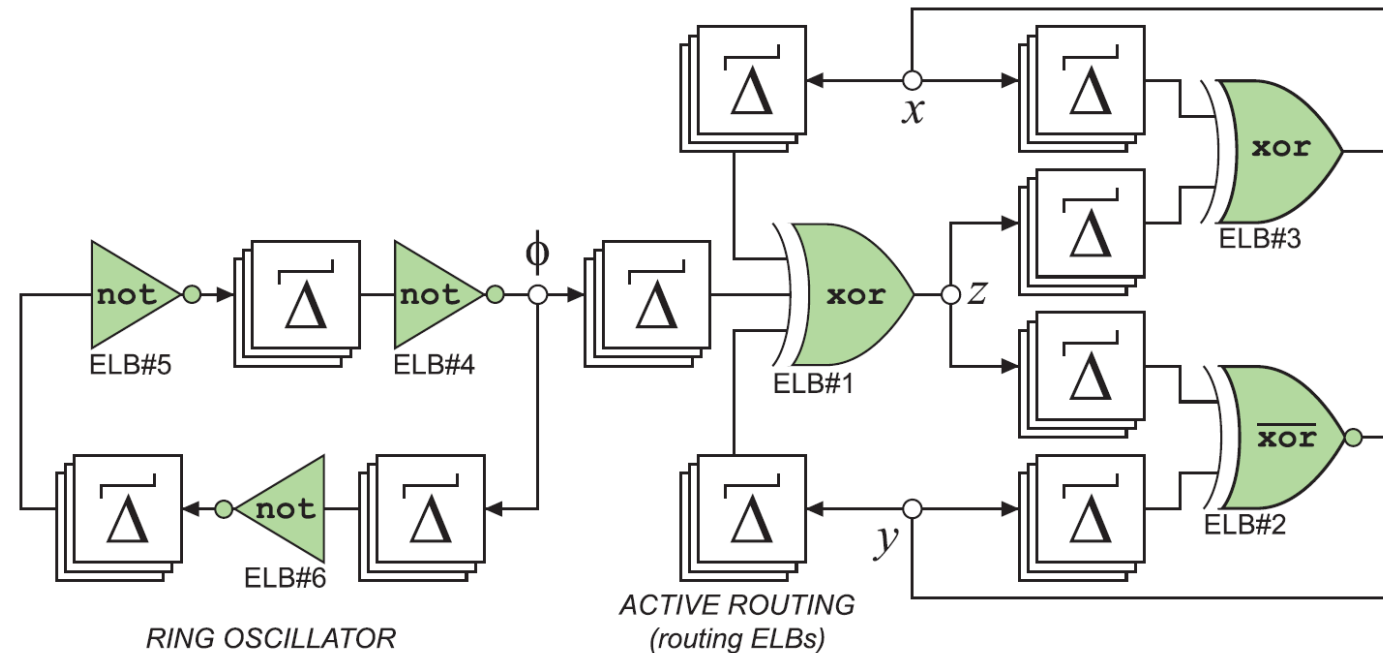 Δ
Δ
x
xor
ELB#3
Δ
ϕ
not
ELB#5
Δ
not
ELB#4
Δ
xor
ELB#1
z
Δ
xor
ELB#2
Δ
not
ELB#6
Δ
Δ
y
Δ
ACTIVE ROUTING
(routing ELBs)
RING OSCILLATOR